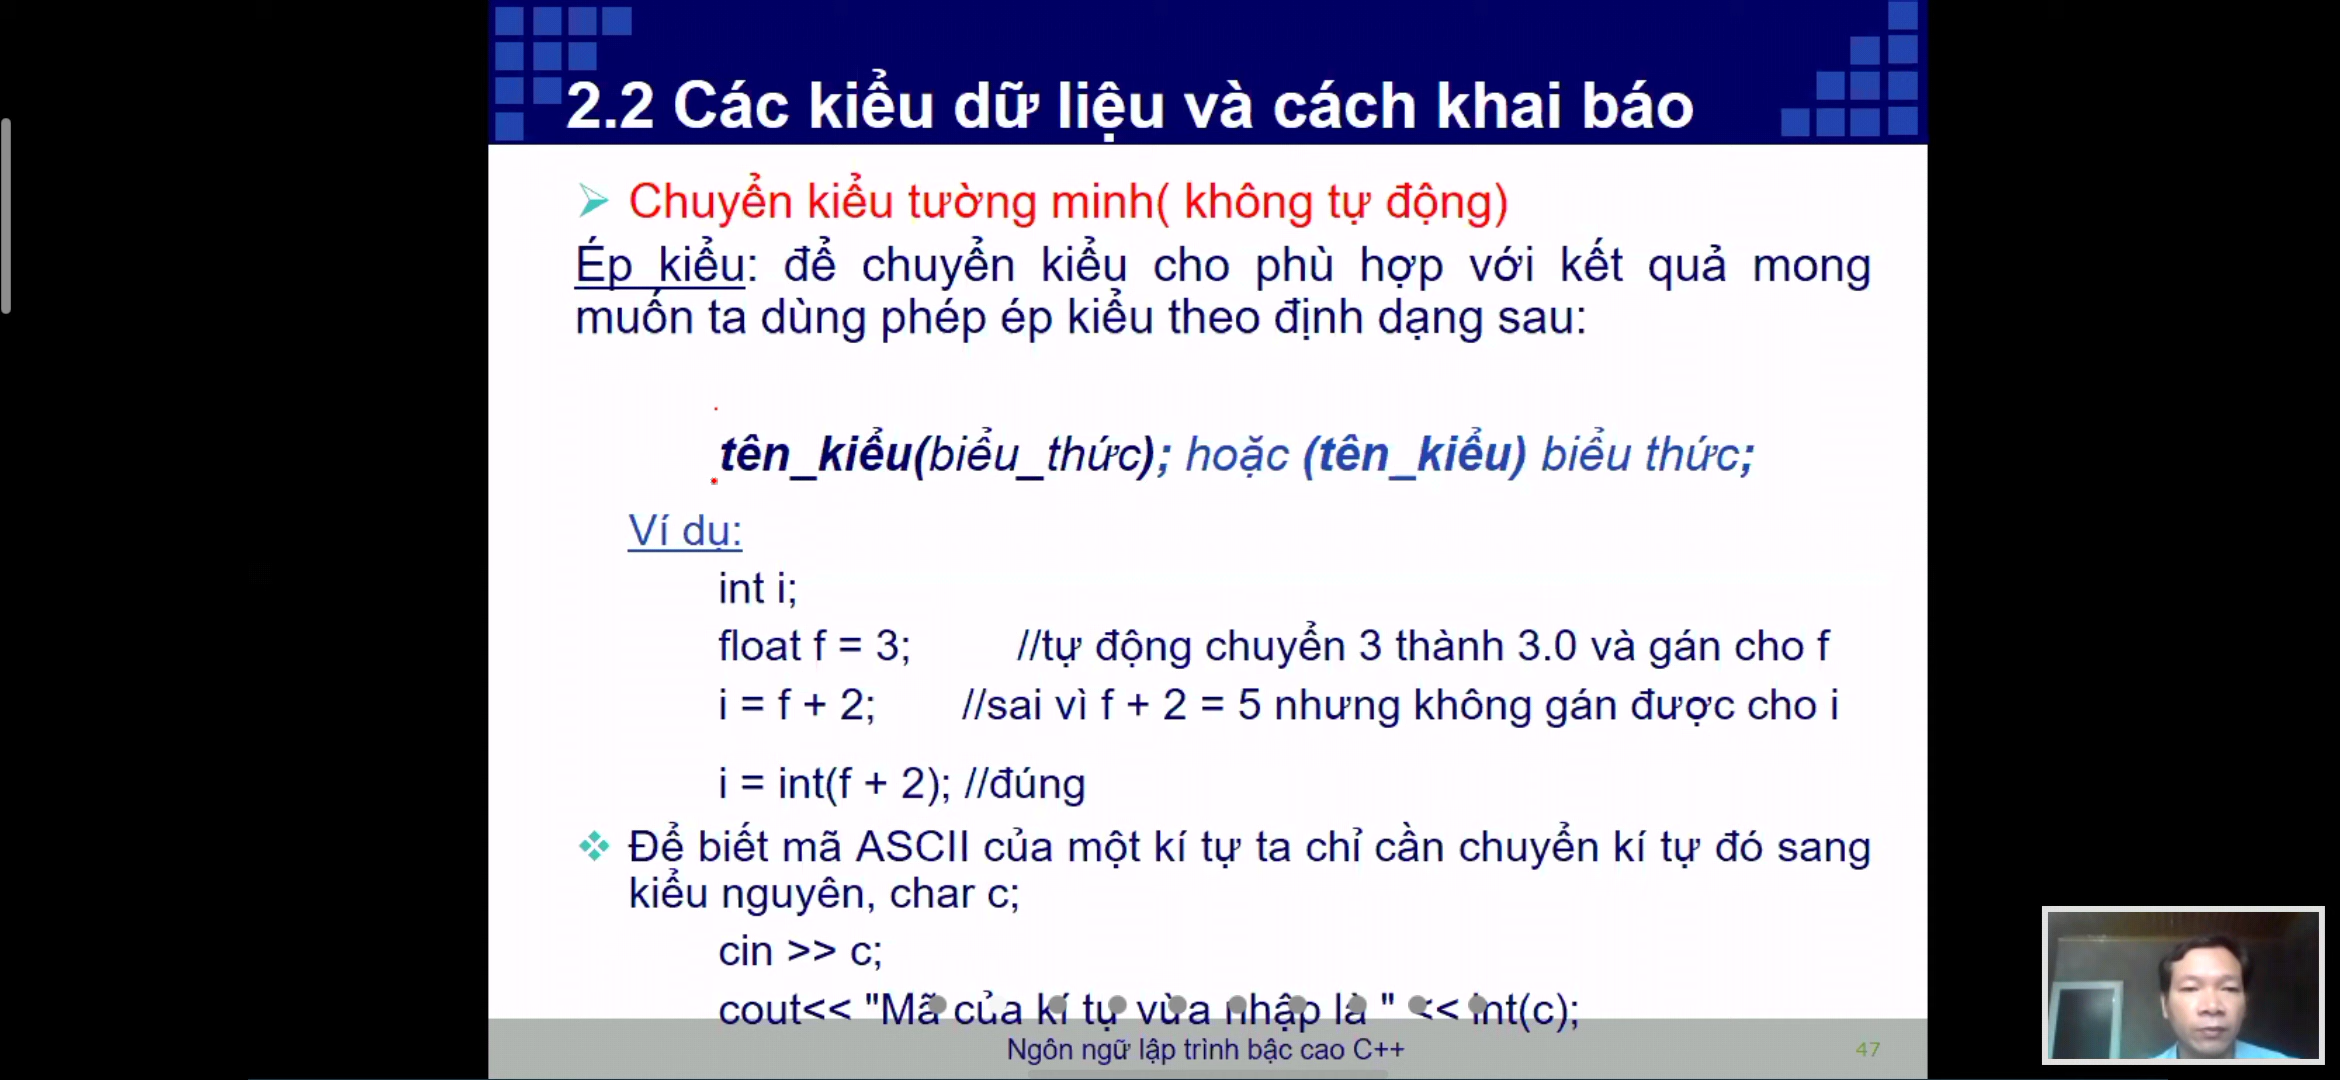 2.2 Các kiểu dữ liệu và cách khai báo
Chuyển kiểu tường minh( không tự động)
Ép kiểu: để chuyển kiểu cho phù hợp với kết quả mong
muốn ta dùng phép ép kiểu theo định dạng sau:
tên_kiểu(biểu_thức); hoặc (tên_kiểu) biểu thức;
Ví dụ:
int i;
float f = 3; //tự động chuyển 3 thành 3.0 và gán cho f
i = f + 2; //sai vì f + 2 = 5 nhưng không gán được cho i
i = int(f + 2); //đúng
Để biết mã ASCII của một kí tự ta chỉ cần chuyển kí tự đó sang
kiểu nguyên, char c;
cin >> c;
cout<< "Mã của kí tự vừa nhập là " << int(c);
Ngôn ngữ lập trình bậc cao C++
47